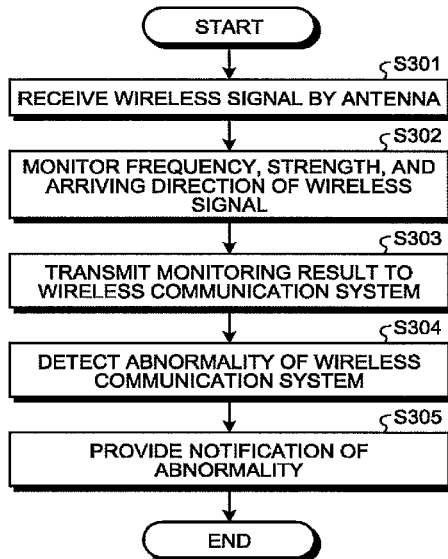 START
S301
RECEIVE WIRELESS SIGNAL BY ANTENNA
S302
MONITOR FREQUENCY, STRENGTH, AND
ARRIVING DIRECTION OF WIRELESS
SIGNAL
S303
TRANSMIT MONITORING RESULT TO
WIRELESS COMMUNICATION SYSTEM
S304
DETECT ABNORMALITY OF WIRELESS
COMMUNICATION SYSTEM
S305
PROVIDE NOTIFICATION OF
ABNORMALITY
END